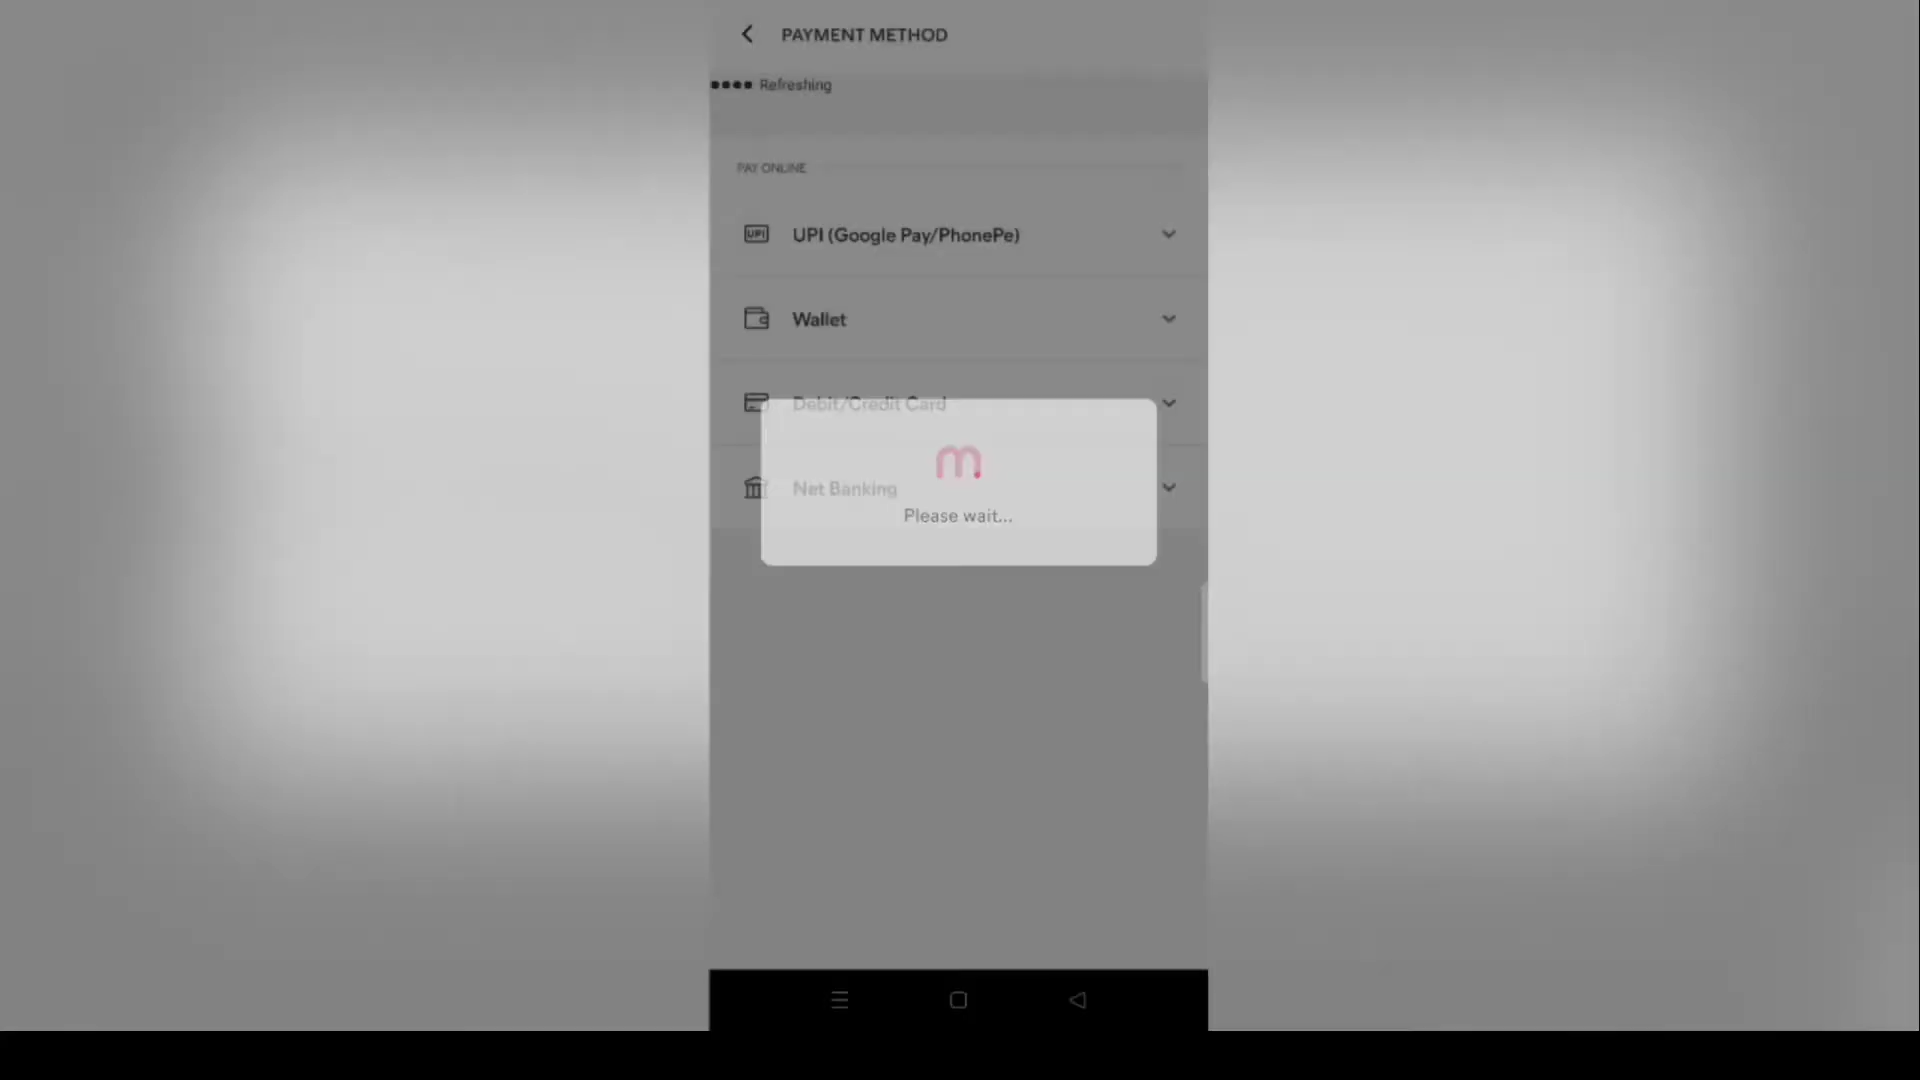 PAYMENT METHOD
Refreshing
PAY ONLINE
UPI UPI (Google Pay/PhonePe)
Wallet
Debit/Credit Card
Net Banking
m
Please wait...